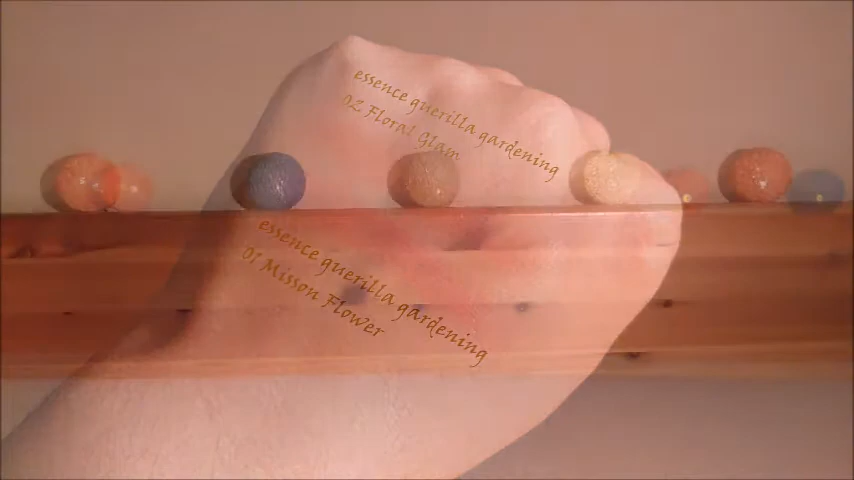 essence guerilla gardening
02 Floral Glam
essence guerilla gardening
01 Misson Flower